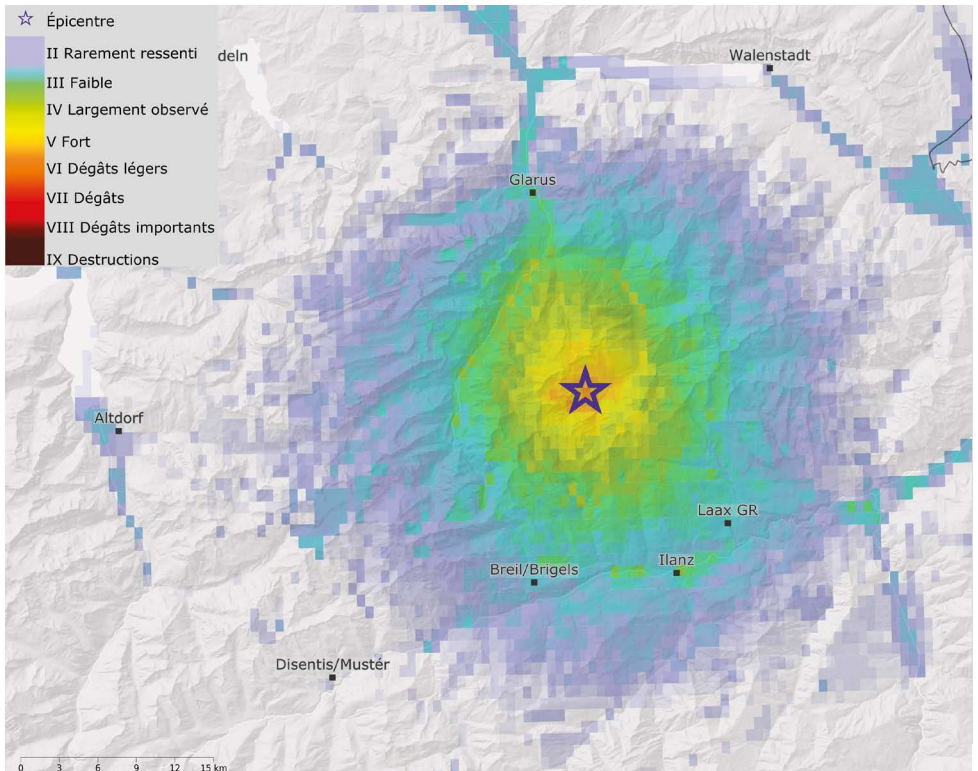 Épicentre
II Rarement ressenti
III Faible
IV Largement observé
V Fort
VI Dégâts légers
VII Dégâts
VIII Dégâts importants
IX Destructions
deln
Walenstadt
Glarus
Altdorf
Laax GR
Breil/Brigels
Ilanz
Disentis/Mustér
0 3 6 9 12 15 km